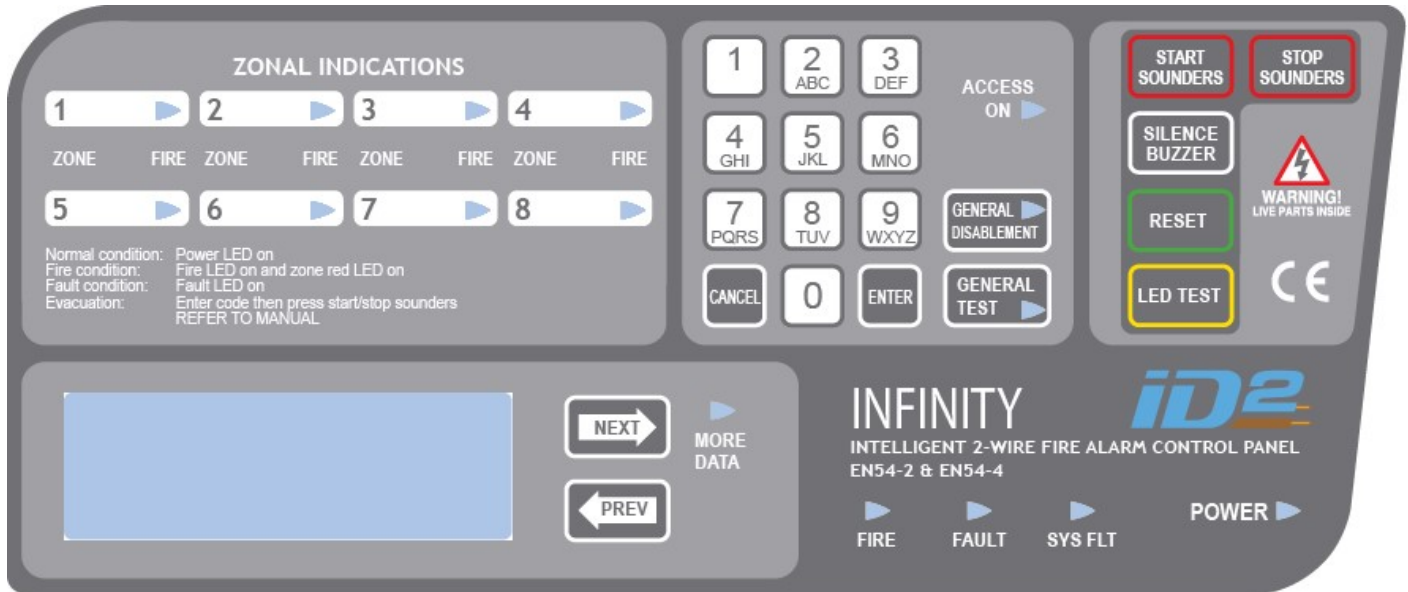 ZONAL INDICATIONS
1 2 3 4
ZONE FIRE ZONE FIRE ZONE FIRE ZONE FIRE
5 6 7 8
Normal condition: Power LED on
Fire condition: Fire LED on and zone red LED on
Fault condition: Fault LED on
Evacuation: Enter code then press start/stop sounders
REFER TO MANUAL
1
2
ABC
3
DEF
4
GHI
5
JKL
6
MNO
7
PQRS
8
TUV
9
WXYZ
CANCEL
0
ENTER
ACCESS
ON
GENERAL
DISABLEMENT
GENERAL
TEST
START
SOUNDERS
STOP
SOUNDERS
SILENCE
BUZZER
RESET
LED TEST
WARNING!
LIVE PARTS INSIDE
CE
NEXT
PREV
MORE
DATA
INFINITY
iD2
INTELLIGENT 2-WIRE FIRE ALARM CONTROL PANEL
EN54-2 & EN54-4
FIRE FAULT SYS FLT
POWER